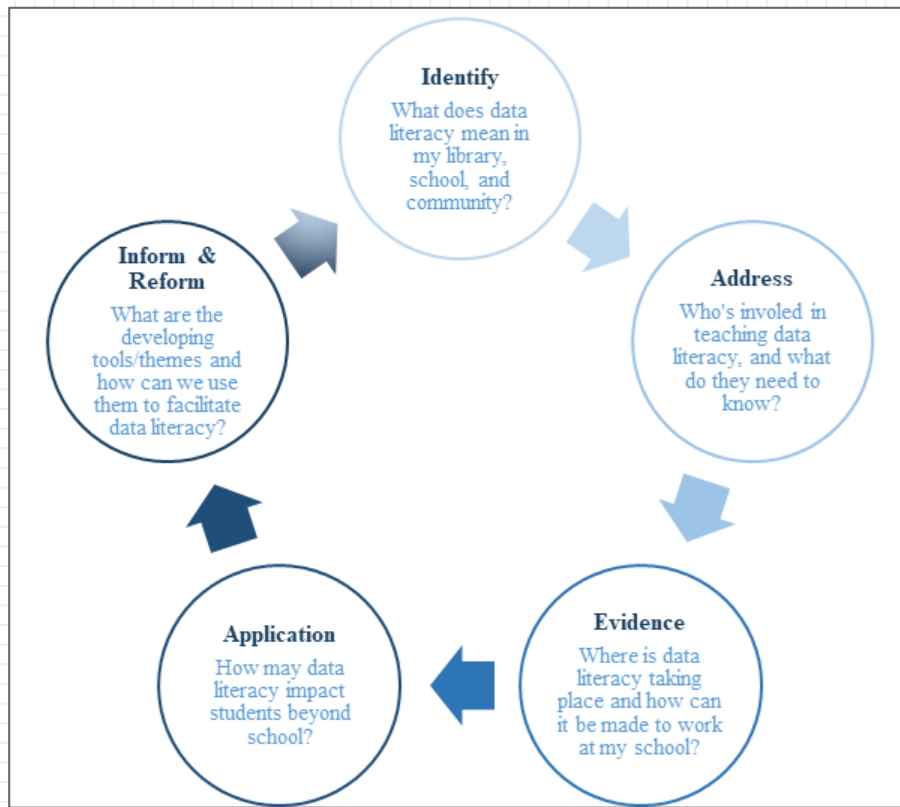 Identify
What does data
literacy mean in
my library,
school, and
community?
Address
Who's involed in
teaching data
literacy, and what
do they need to
know?
Evidence
Where is data
literacy taking
place and how can
it be made to work
at my school?
Application
How may data
literacy impact
students beyond
school?
Inform &
Reform
What are the
developing
tools/themes and
how can we use
them to facilitate
data literacy?